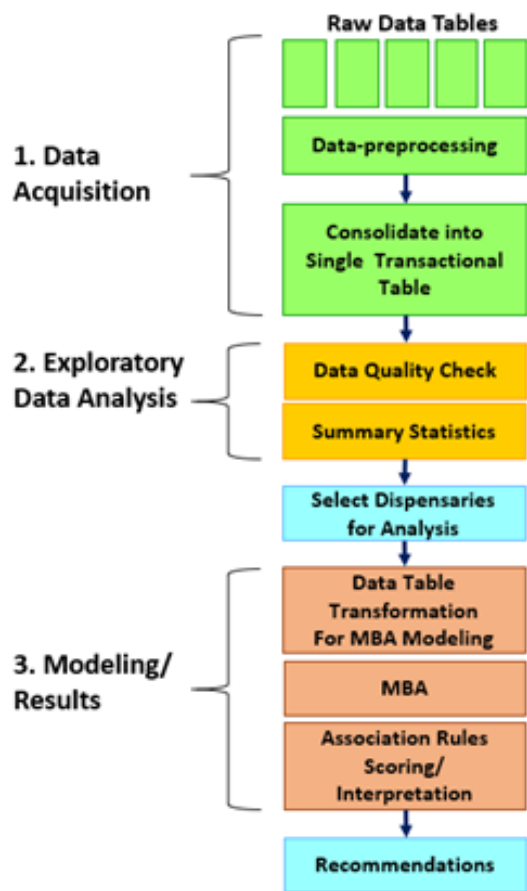 Raw Data Tables
1. Data
Acquisition
Data-preprocessing
Consolidate into
Single Transactional
Table
2. Exploratory
Data Analysis
Data Quality Check
Summary Statistics
Select Dispensaries
for Analysis
3. Modeling/
Results
Data Table
Transformation
For MBA Modeling
MBA
Association Rules
Scoring/
Interpretation
Recommendations